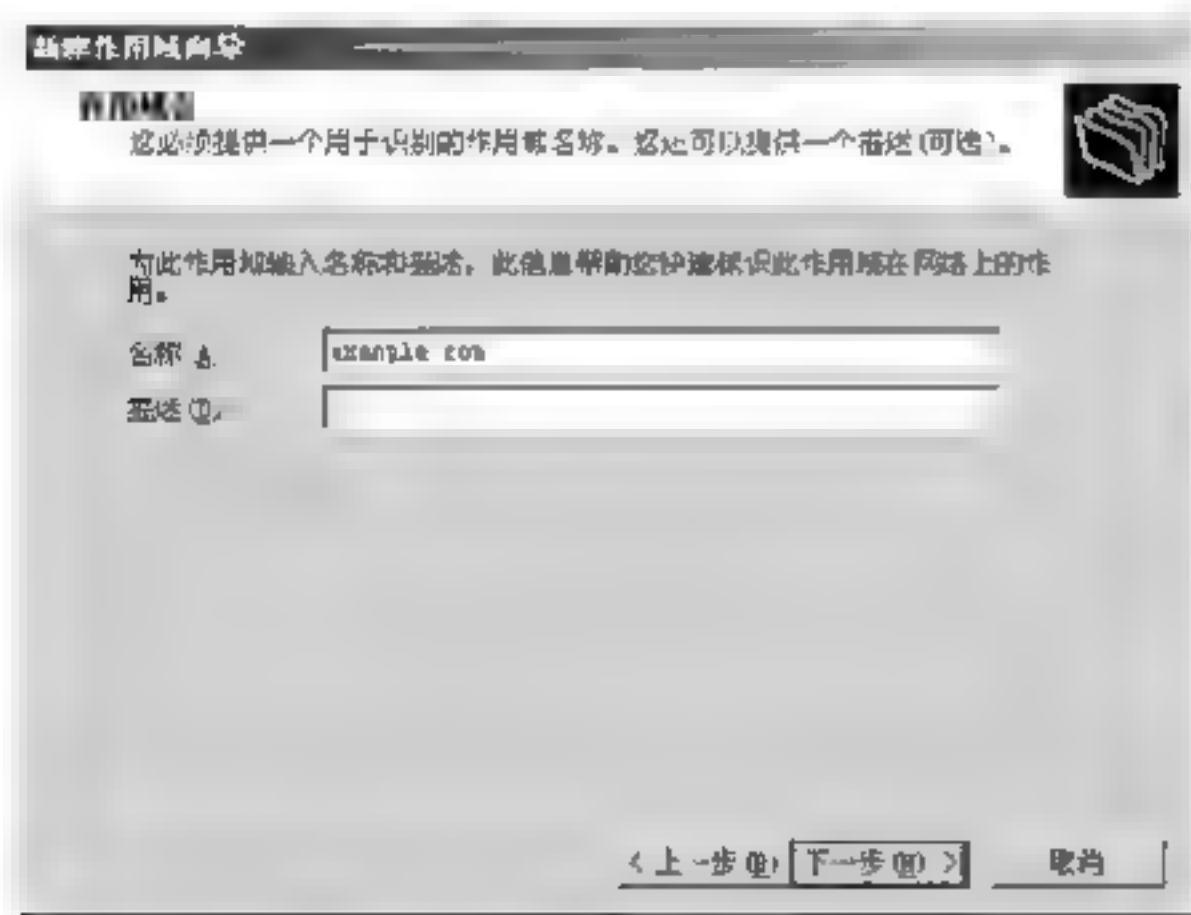 新建作用域向导
作用域名
您必须提供一个用于识别的作用域名称。您还可以提供一个描述(可选)。
为此作用域输入名称和描述。此信息帮助您快速标识此作用域在网络上的作
用。
名称(A):
example com
描述(D):
< 上一步(B)
下一步(N) >
取消